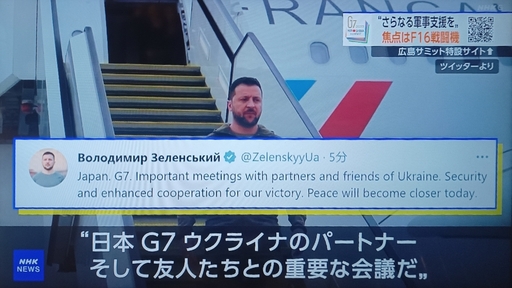 RANÇA
G7
"さらなる軍事支援を„
焦点はF16戦闘機
広島サミット特設サイト↑
ツイッターより
Володимир Зеленський @ZelenskyyUa · 5分
Japan. G7. Important meetings with partners and friends of Ukraine. Security
and enhanced cooperation for our victory. Peace will become closer today.
"日本 G7 ウクライナのパートナー
そして友人たちとの重要な会議だ„
NHK
NEWS